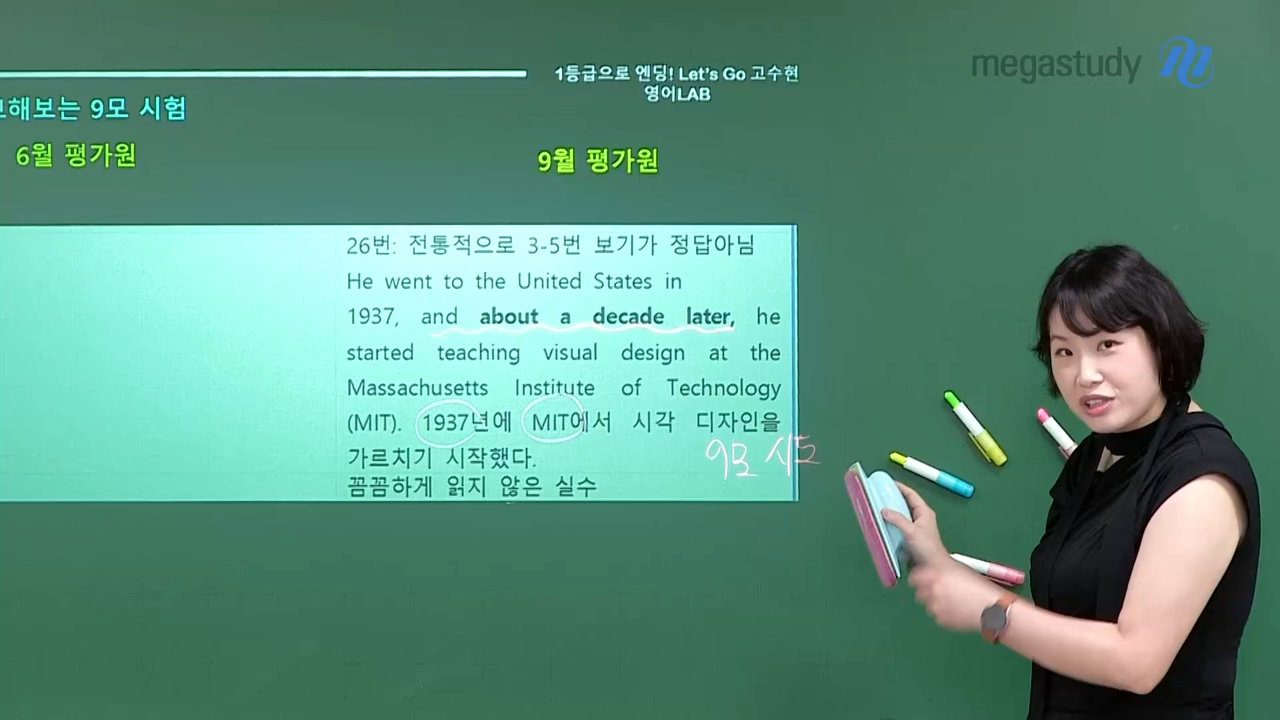 megastudy
1등급으로 엔딩! Let's Go 고수현
영어LAB
해보는 9모 시험
6월 평가원
9월 평가원
26번: 전통적으로 3-5번 보기가 정답아님
He went to the United States in
1937, and about a decade later, he
started teaching visual design at the
Massachusetts Institute of Technology
(MIT). 1937년에 MIT에서 시각 디자인을
가르치기 시작했다.
9모 시도
꼼꼼하게 읽지 않은 실수